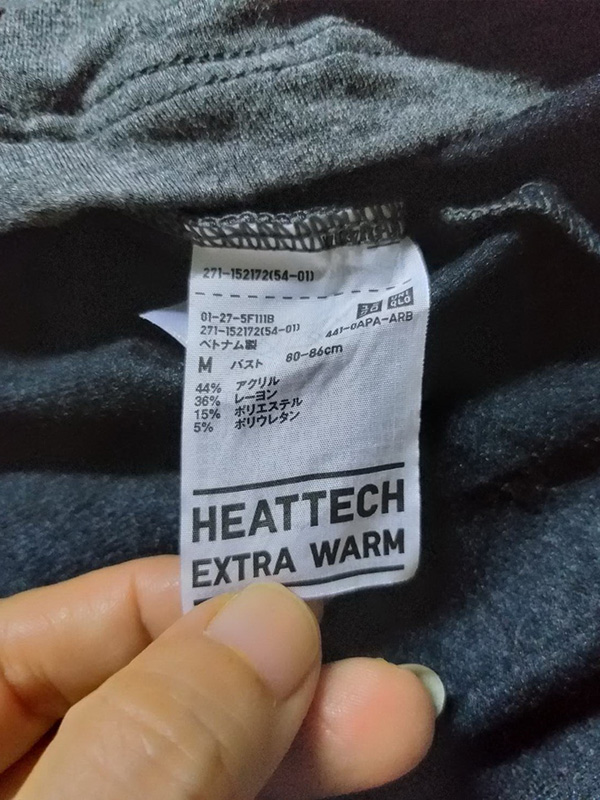 271-152172(54-01)
UNI QLO
01-27-5F111B
271-152172(54-01) 441-0APA-ARB
ベトナム製
M バスト 80-86cm
44% アクリル
36% レーヨン
15% ポリエステル
5% ポリウレタン
HEATTECH
EXTRA WARM